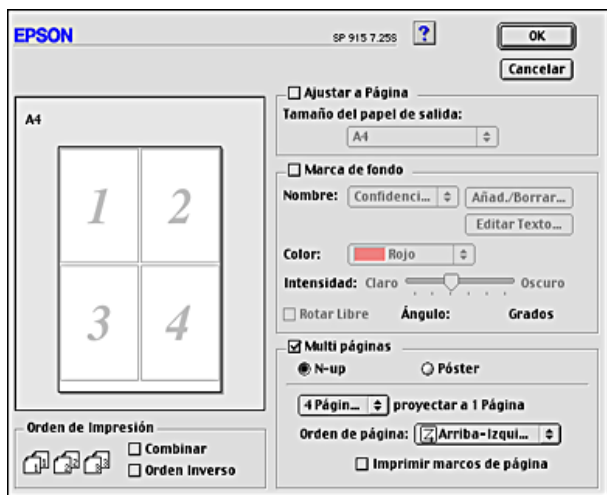 EPSON
SP 915 7.25S
?
OK
Cancelar
A4
1 2
3 4
Orden de Impresión
Combinar
Orden Inverso
Ajustar a Página
Tamaño del papel de salida:
A4
Marca de fondo
Nombre: Confidenci... Añad./Borrar...
Editar Texto...
Color: Rojo
Intensidad: Claro Oscuro
Rotar Libre Ángulo: Grados
Multi páginas
N-up Póster
4 Págin... proyectar a 1 Página
Orden de página: Arriba-Izqui...
Imprimir marcos de página